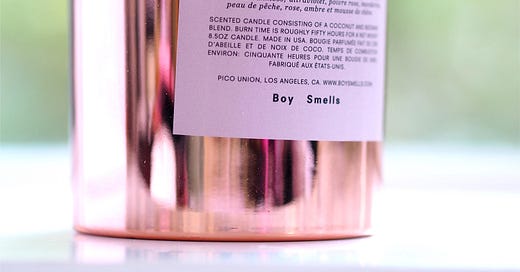 ultraviolet, poivre rose,
peau de pêche, rose, ambre et mousse de chêne.
SCENTED CANDLE CONSISTING OF A COCONUT AND BEESWAX
BLEND. BURN TIME IS ROUGHLY FIFTY HOURS FOR A NET WEIGHT
8.5OZ CANDLE. MADE IN USA. BOUGIE PARFUMÉE FAIT DE CIRE
D'ABEILLE ET DE NOIX DE COCO. TEMPS DE COMBUSTION
ENVIRON: CINQUANTE HEURES POUR UNE BOUGIE DE
FABRIQUÉ AUX ÉTATS-UNIS.
PICO UNION, LOS ANGELES, CA. WWW.BOYSMELLS.COM
Boy Smells